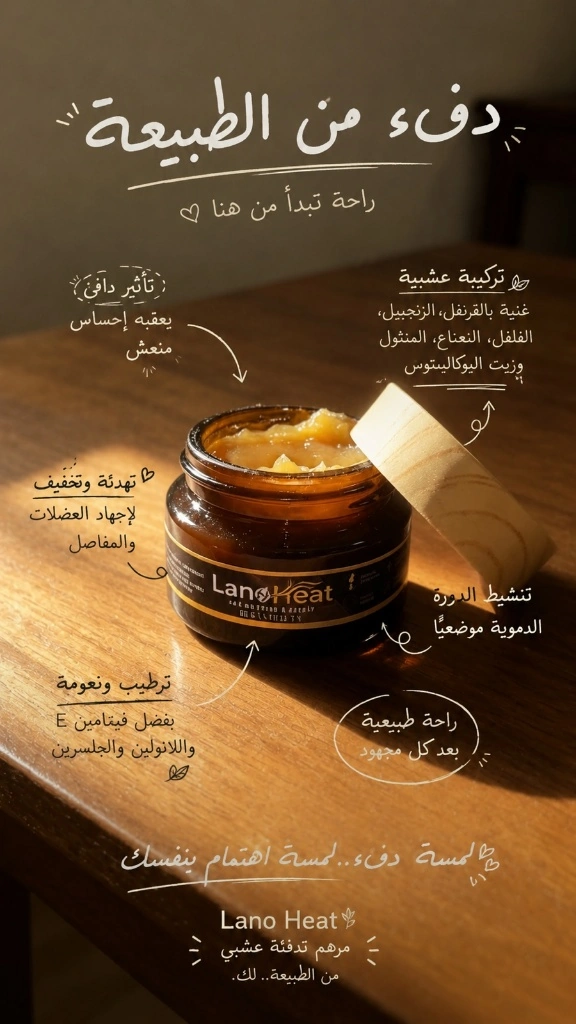 دفء من الطبيعة
راحة تبدأ من هنا
تركيبة عشبية
غنية بالقرنفل، الزنجبيل،
الفلفل، النعناع، المنثول
وزيت اليوكاليبتوس
تأثير دافئ
يعقبه إحساس
منعش
تهدئة وتخفيف
لإجهاد العضلات
والمفاصل
Lano Heat
تنشيط الدورة
الدموية موضعيًّا
ترطيب ونعومة
بفضل فيتامين E
واللانولين والجلسرين
راحة طبيعية
بعد كل مجهود
لمسة دفء..لمسة اهتمام بنفسك
Lano Heat
مرهم تدفئة عشبي
من الطبيعة.. لك.